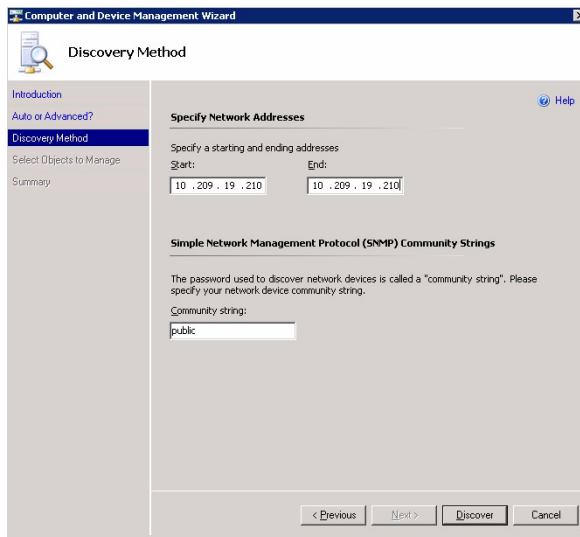 Computer and Device Management Wizard
Discovery Method
Introduction
Auto or Advanced?
Discovery Method
Select Objects to Manage
Summary
Help
Specify Network Addresses
Specify a starting and ending addresses
Start: End:
10 . 209 . 19 . 210 10 . 209 . 19 . 210
Simple Network Management Protocol (SNMP) Community Strings
The password used to discover network devices is called a "community string". Please
specify your network device community string.
Community string:
public
< Previous Next > Discover Cancel